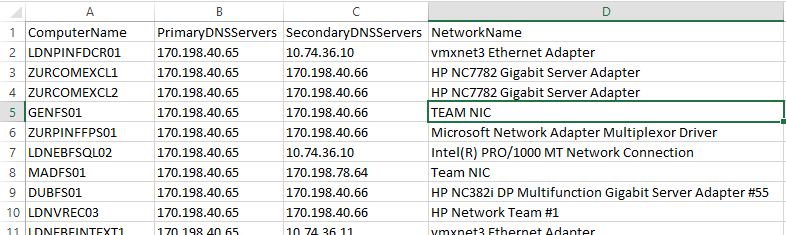 A B C D
1 ComputerName PrimaryDNSServers SecondaryDNSServers NetworkName
2 LDNPINFDCR01 170.198.40.65 10.74.36.10 vmxnet3 Ethernet Adapter
3 ZURCOMEXCL1 170.198.40.65 170.198.40.66 HP NC7782 Gigabit Server Adapter
4 ZURCOMEXCL2 170.198.40.65 170.198.40.66 HP NC7782 Gigabit Server Adapter
5 GENFS01 170.198.40.65 170.198.40.66 TEAM NIC
6 ZURPINFFPS01 170.198.40.65 170.198.40.66 Microsoft Network Adapter Multiplexor Driver
7 LDNEBFSQL02 170.198.40.65 10.74.36.10 Intel(R) PRO/1000 MT Network Connection
8 MADFS01 170.198.40.65 170.198.78.64 Team NIC
9 DUBFS01 170.198.40.65 170.198.40.66 HP NC382i DP Multifunction Gigabit Server Adapter #55
10 LDNVREC03 170.198.40.65 170.198.40.66 HP Network Team #1
11 LDNEBFINTEXT1 170.198.40.65 10.74.36.11 vmxnet3 Ethernet Adapter